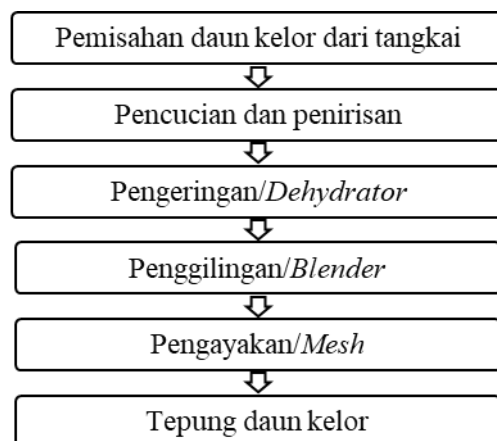 Pemisahan daun kelor dari tangkai
Pencucian dan penirisan
Pengeringan/Dehydrator
Penggilingan/Blender
Pengayakan/Mesh
Tepung daun kelor